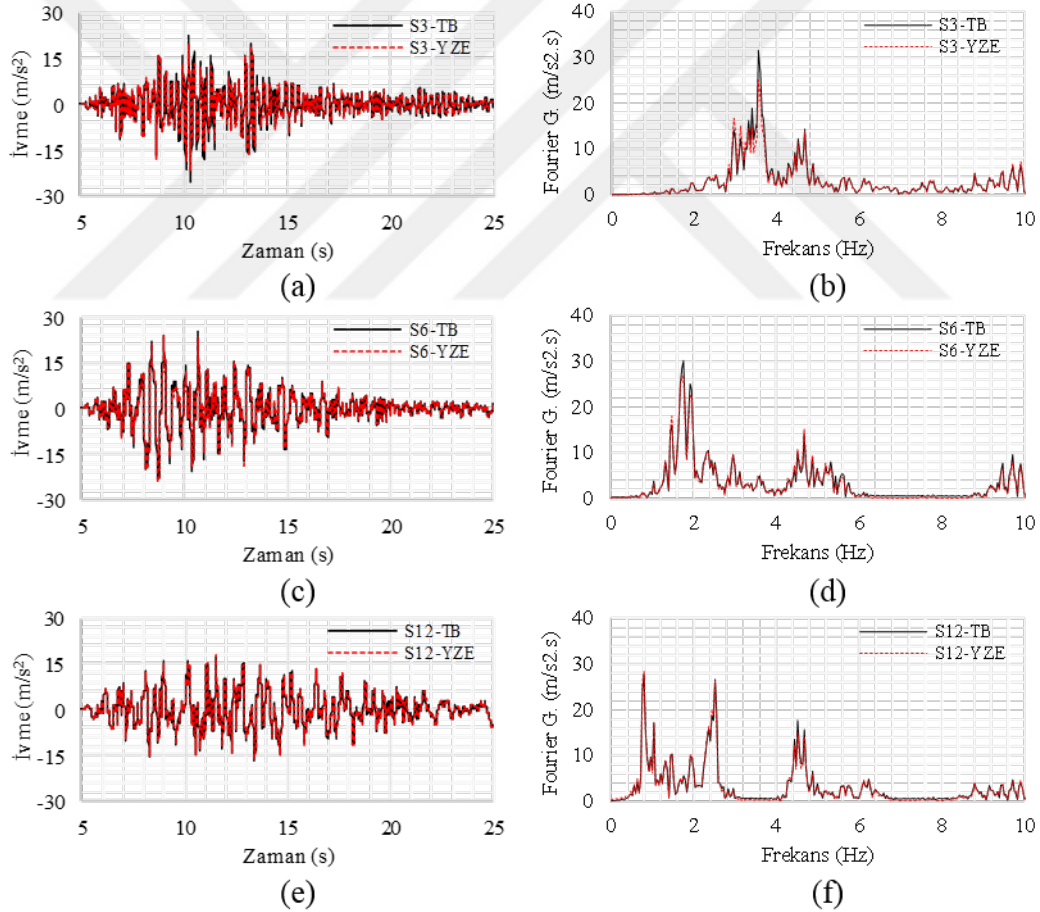 S3-TB
S3-YZE
İvme (m/s²)
30
15
0
-15
-30
5 10 15 20 25
Zaman (s)
(a)
S3-TB
S3-YZE
Fourier G. (m/s2.s)
40
30
20
10
0
0 2 4 6 8 10
Frekans (Hz)
(b)
S6-TB
S6-YZE
İvme (m/s²)
30
15
0
-15
-30
5 10 15 20 25
Zaman (s)
(c)
S6-TB
S6-YZE
Fourier G. (m/s2.s)
40
30
20
10
0
0 2 4 6 8 10
Frekans (Hz)
(d)
S12-TB
S12-YZE
İvme (m/s²)
30
15
0
-15
-30
5 10 15 20 25
Zaman (s)
(e)
S12-TB
S12-YZE
Fourier G. (m/s2.s)
40
30
20
10
0
0 2 4 6 8 10
Frekans (Hz)
(f)